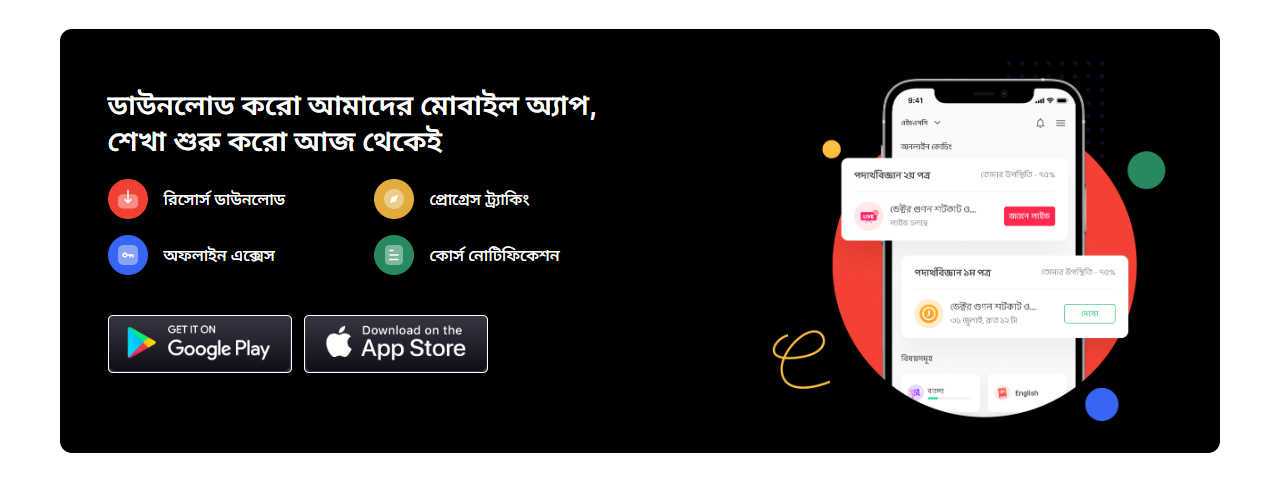 ডাউনলোড করো আমাদের মোবাইল অ্যাপ,
শেখা শুরু করো আজ থেকেই
রিসোর্স ডাউনলোড
প্রোগ্রেস ট্র্যাকিং
অফলাইন এক্সেস
কোর্স নোটিফিকেশন
GET IT ON
Google Play
Download on the
App Store
9:41
এইচএসসি
অনলাইন কোচিং
পদার্থবিজ্ঞান ২য় পত্র
তোমার উপস্থিতি - ৭৫%
LIVE
ভেক্টর গুণন শর্টকাট ও...
লাইভ চলছে
জয়েন লাইভ
পদার্থবিজ্ঞান ১ম পত্র
তোমার উপস্থিতি - ৭৫%
ভেক্টর গুণন শর্টকাট ও...
৩১ জুলাই, রাত ১২ টা
দেখো
বিষয়সমূহ
বাংলা
English